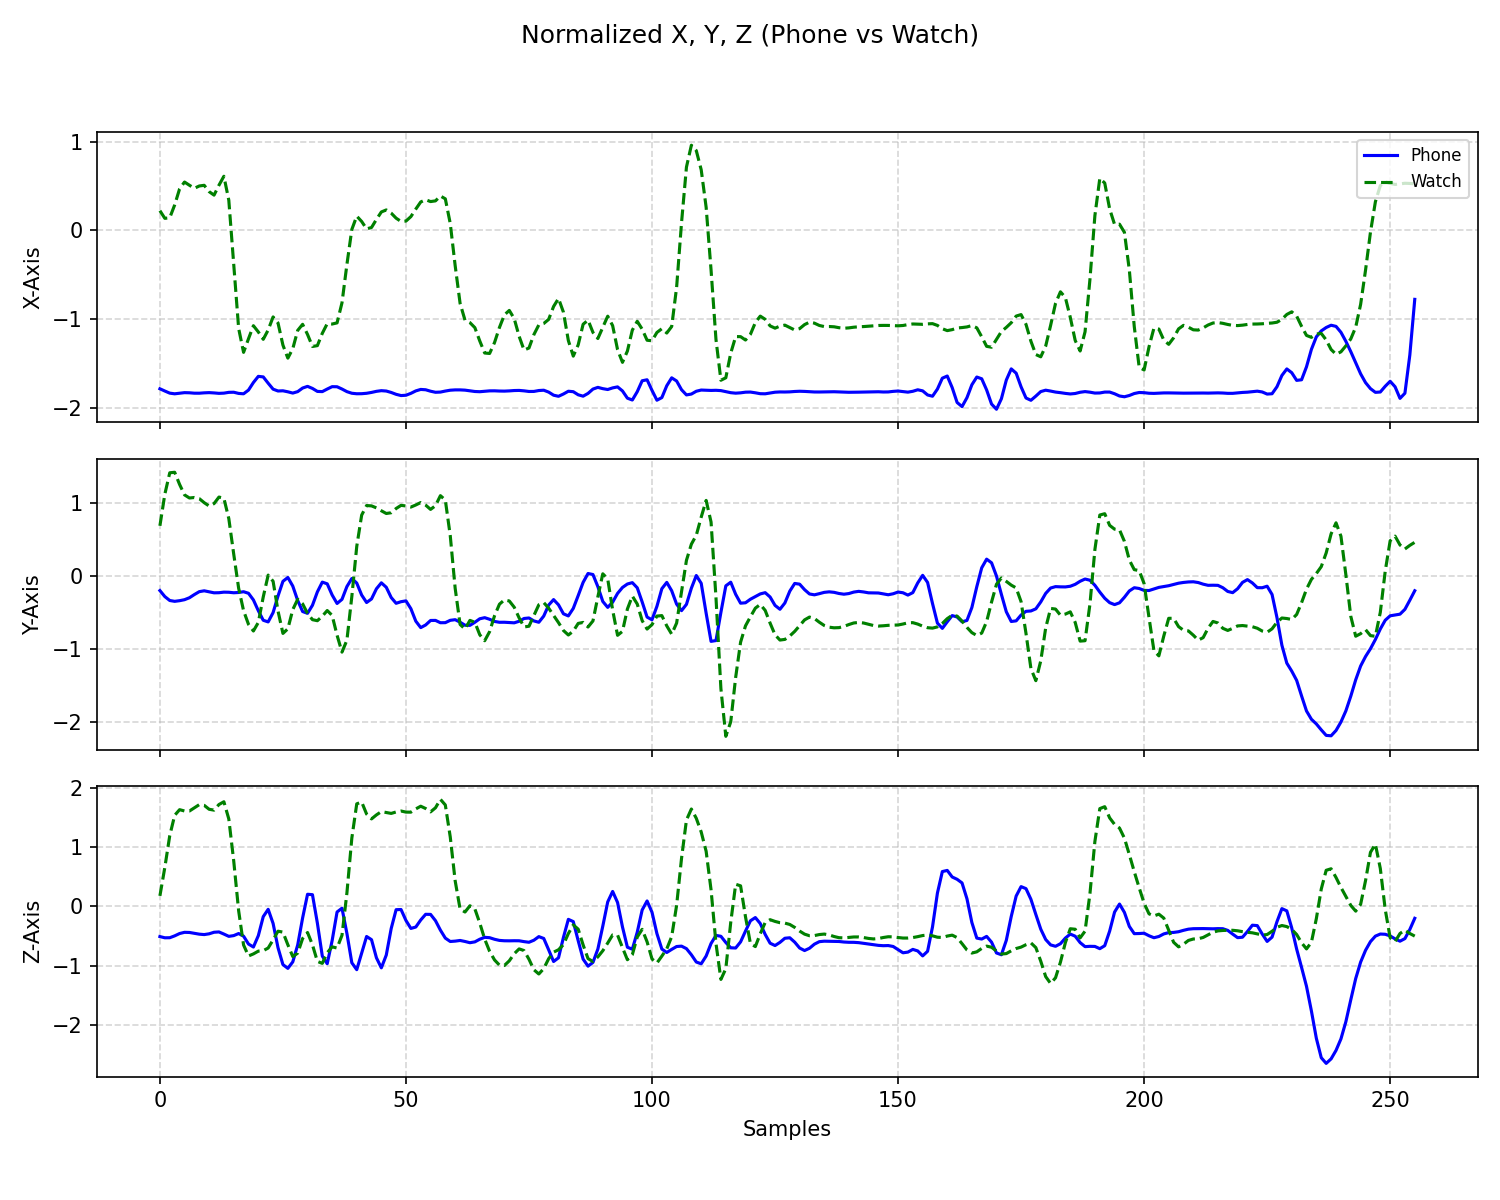 Normalized X, Y, Z (Phone vs Watch)
1
0
−1
−2
X-Axis
Phone
Watch
1
0
−1
−2
Y-Axis
2
1
0
−1
−2
Z-Axis
0 50 100 150 200 250
Samples